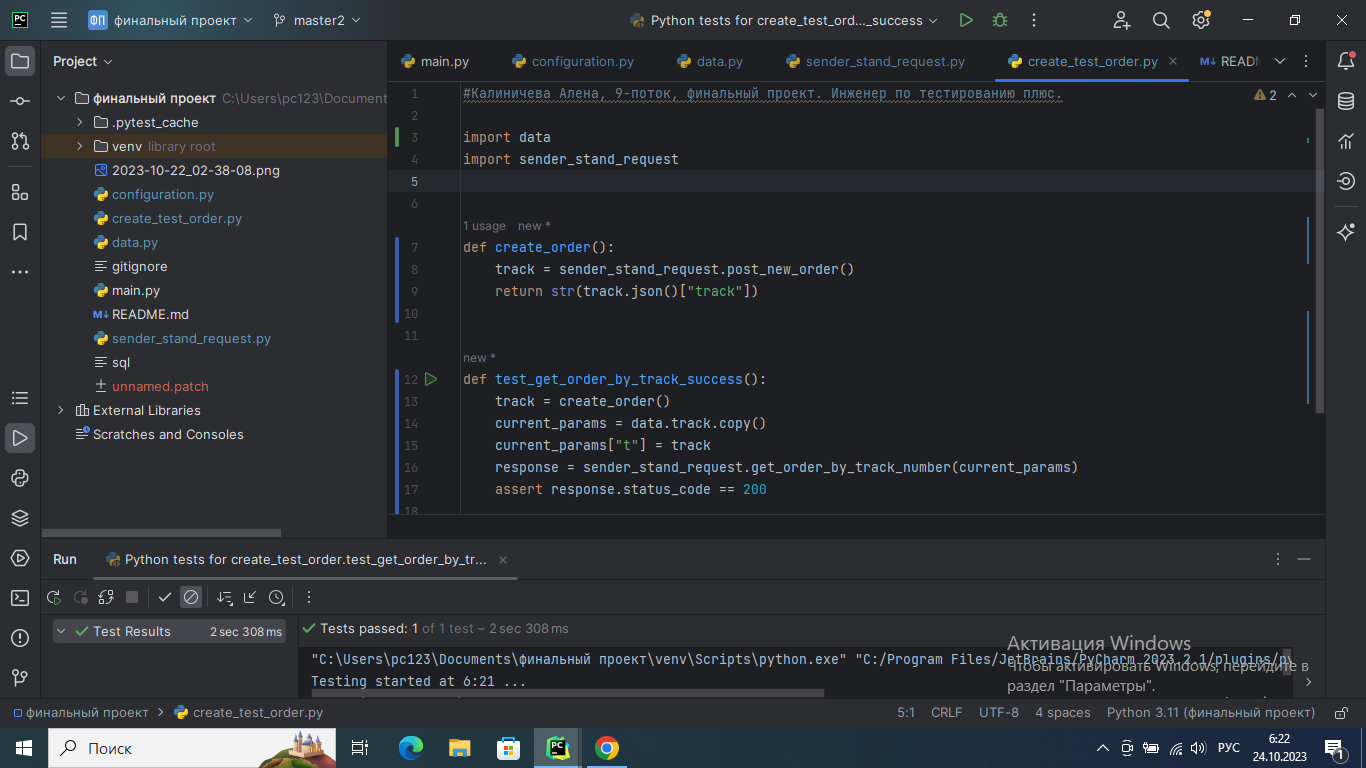 PC
ФП финальный проект
master2
Python tests for create_test_ord..._success
Project
main.py
configuration.py
data.py
sender_stand_request.py
create_test_order.py
M↓ READ
финальный проект C:\Users\pc123\Document
.pytest_cache
venv library root
2023-10-22_02-38-08.png
configuration.py
create_test_order.py
data.py
gitignore
main.py
M↓ README.md
sender_stand_request.py
sql
unnamed.patch
External Libraries
Scratches and Consoles
2
1 #Калиничева Алена, 9-поток, финальный проект. Инженер по тестированию плюс.
2
3 import data
4 import sender_stand_request
5
6
1 usage new *
7 def create_order():
8 track = sender_stand_request.post_new_order()
9 return str(track.json()["track"])
10
11
new *
12 def test_get_order_by_track_success():
13 track = create_order()
14 current_params = data.track.copy()
15 current_params["t"] = track
16 response = sender_stand_request.get_order_by_track_number(current_params)
17 assert response.status_code == 200
18
Run
Python tests for create_test_order.test_get_order_by_tr...
Test Results 2 sec 308 ms
Tests passed: 1 of 1 test – 2 sec 308 ms
"C:\Users\pc123\Documents\финальный проект\venv\Scripts\python.exe" "C:/Program Files/JetBrains/PyCharm 2023.2.1/plugins/p
Testing started at 6:21 ...
Активация Windows
Чтобы активировать Windows, перейдите в
раздел "Параметры".
финальный проект
create_test_order.py
5:1 CRLF UTF-8 4 spaces Python 3.11 (финальный проект)
Поиск
PC
РУС
6:22
24.10.2023
1